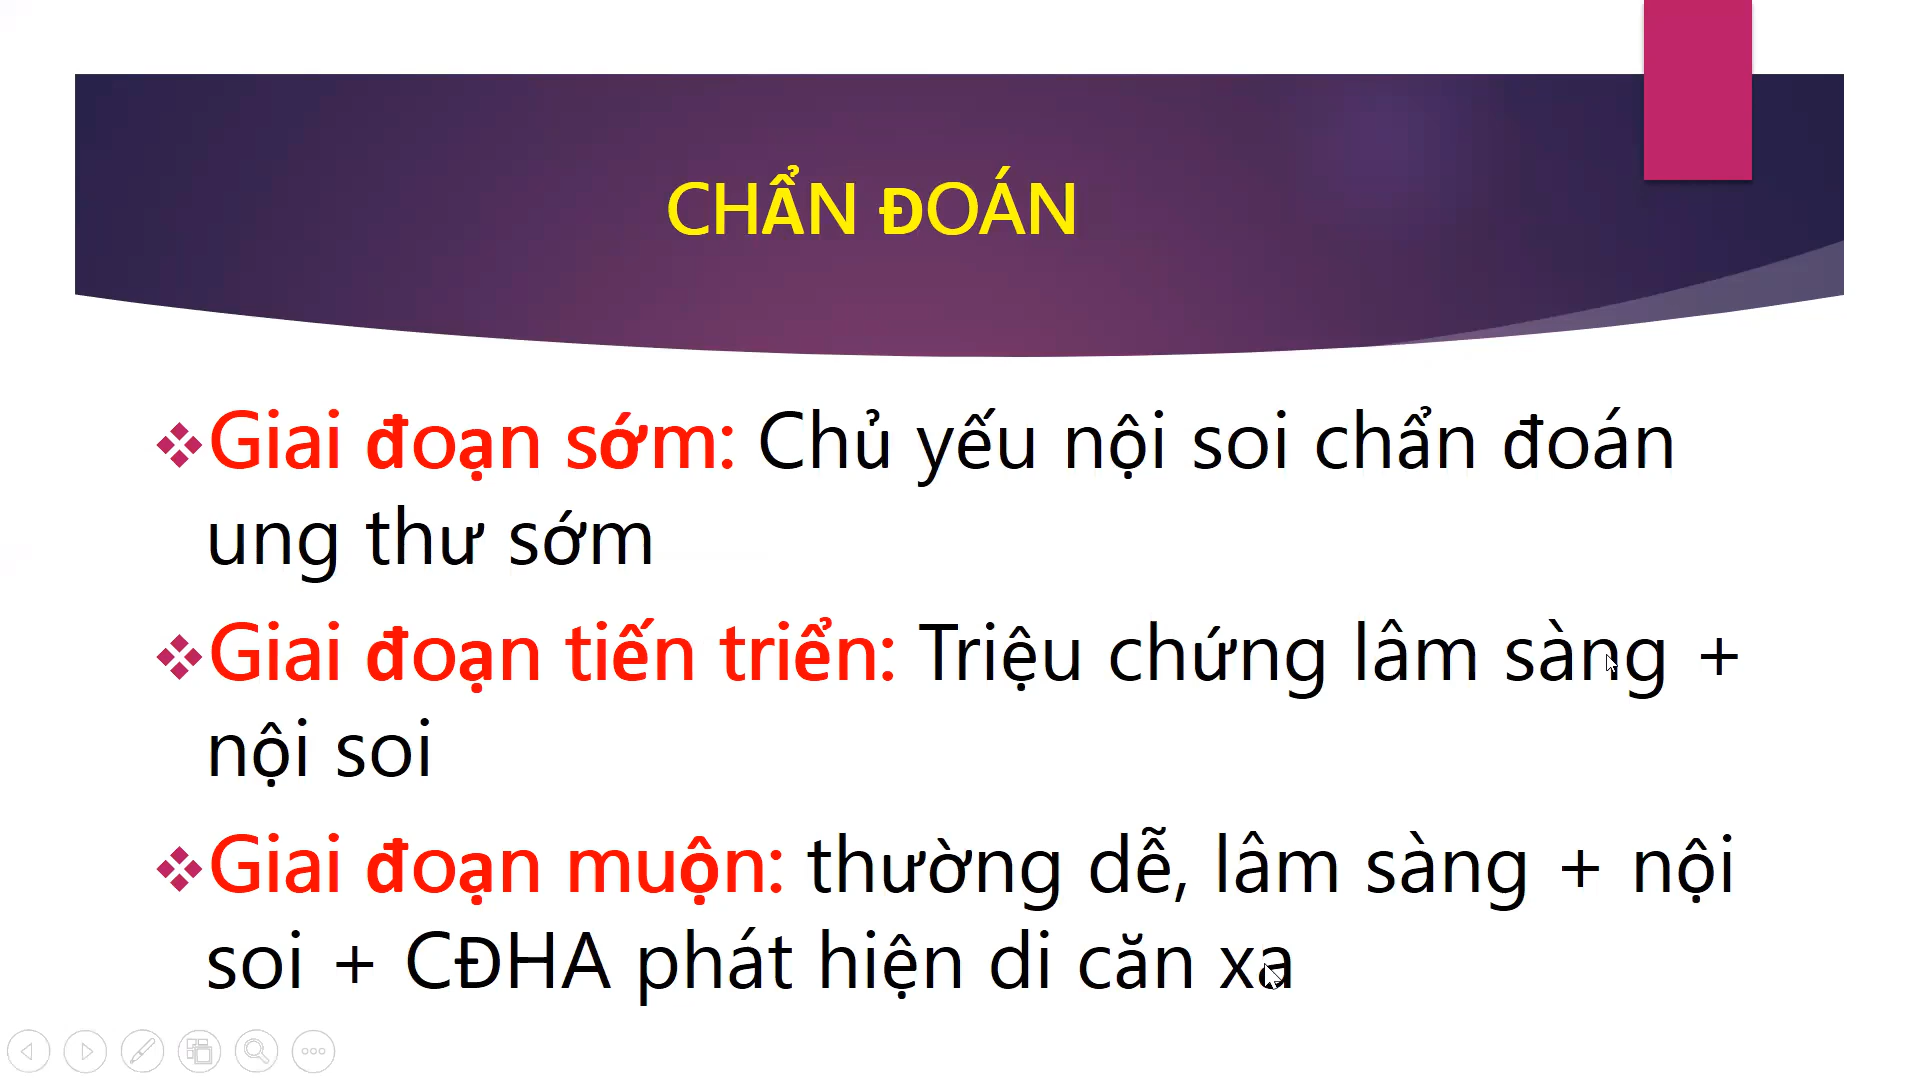 CHẨN ĐOÁN
Giai đoạn sớm: Chủ yếu nội soi chẩn đoán
ung thư sớm
Giai đoạn tiến triển: Triệu chứng lâm sàng +
nội soi
Giai đoạn muộn: thường dễ, lâm sàng + nội
soi + CĐHA phát hiện di căn xa